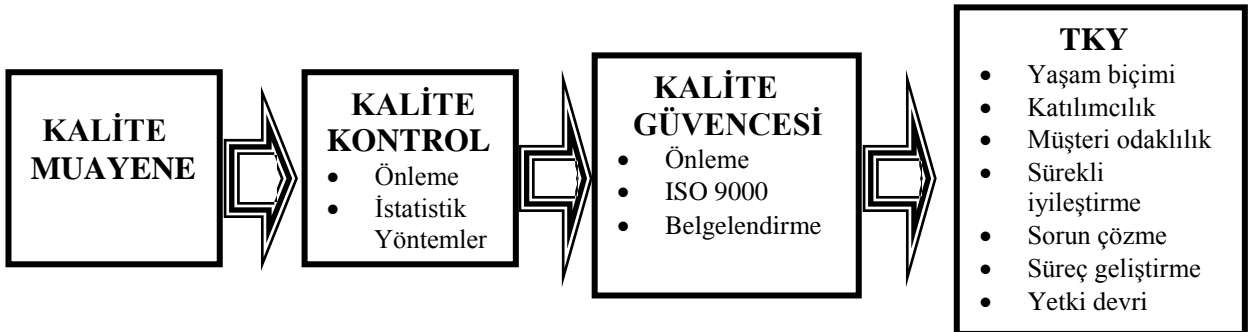 KALİTE
MUAYENE
KALİTE
KONTROL
• Önleme
• İstatistik
Yöntemler
KALİTE
GÜVENCESİ
• Önleme
• ISO 9000
• Belgelendirme
TKY
• Yaşam biçimi
• Katılımcılık
• Müşteri odaklılık
• Sürekli
iyileştirme
• Sorun çözme
• Süreç geliştirme
• Yetki devri